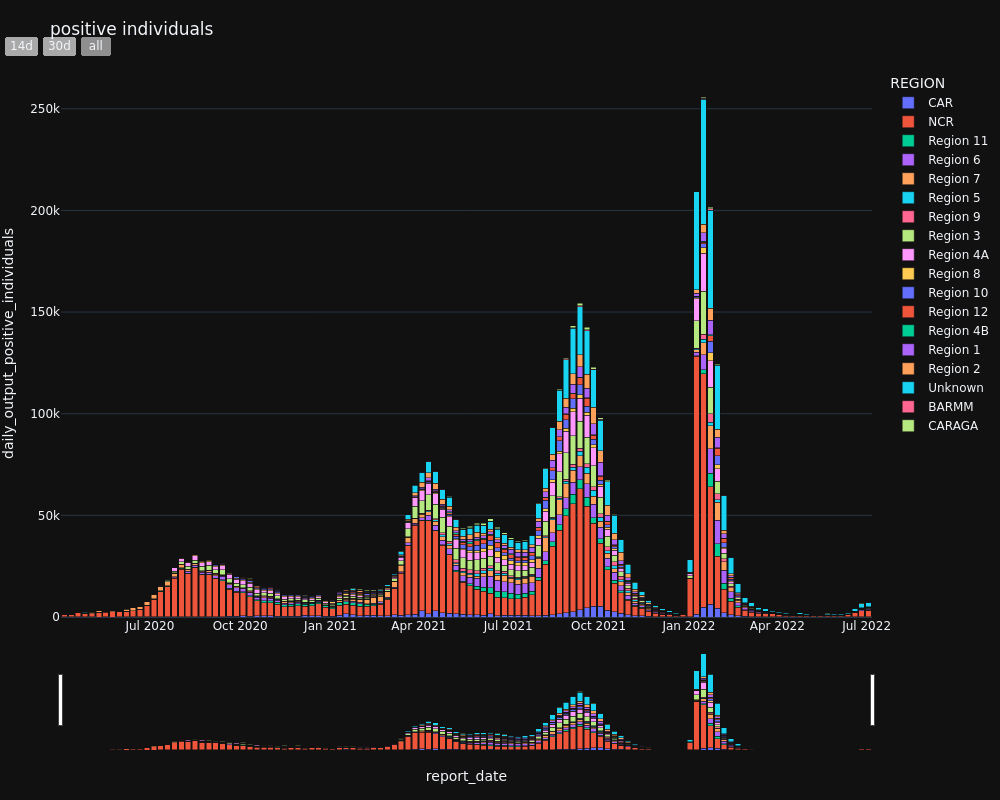 positive individuals
14d 30d all
REGION
CAR
NCR
Region 11
Region 6
Region 7
Region 5
Region 9
Region 3
Region 4A
Region 8
Region 10
Region 12
Region 4B
Region 1
Region 2
Unknown
BARMM
CARAGA
daily_output_positive_individuals
250k
200k
150k
100k
50k
0
Jul 2020 Oct 2020 Jan 2021 Apr 2021 Jul 2021 Oct 2021 Jan 2022 Apr 2022 Jul 2022
report_date